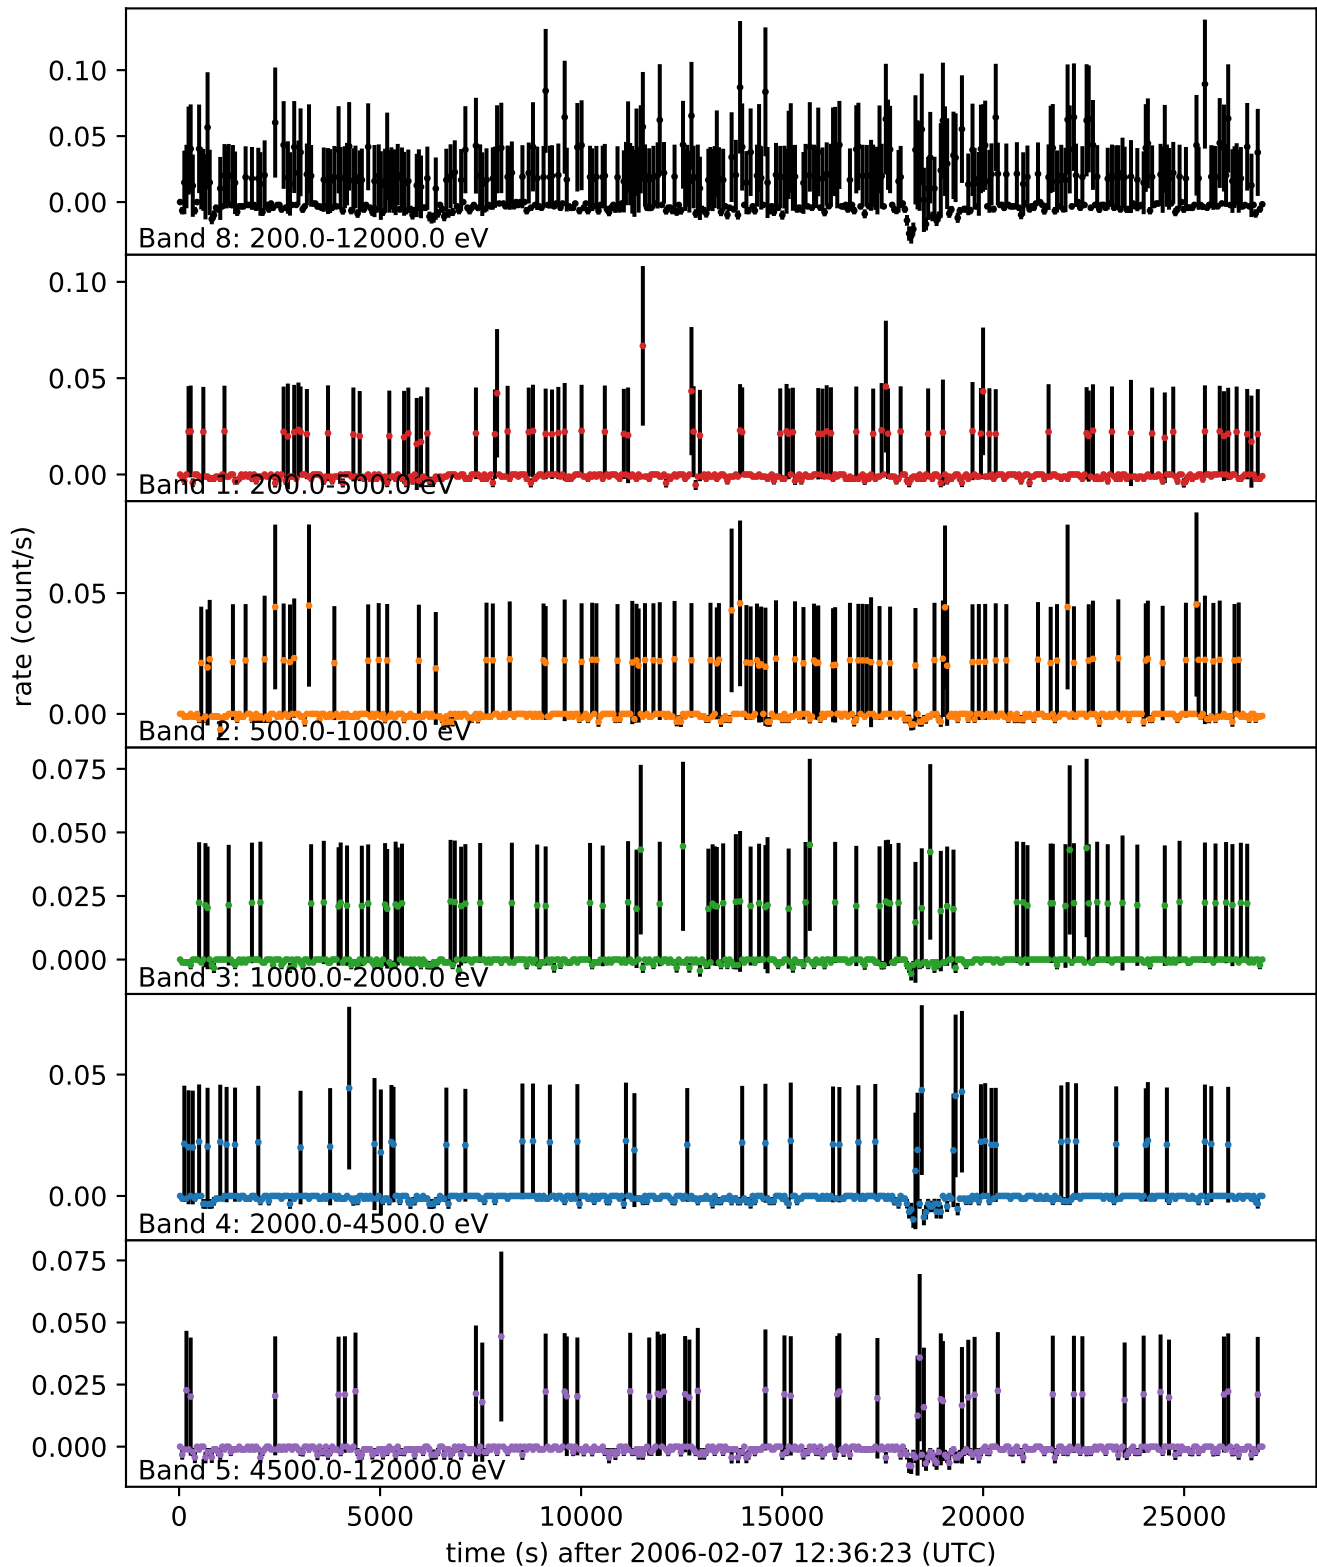 0.10
0.05
0.00
Band 8: 200.0-12000.0 eV
0.10
0.05
0.00
Band 1: 200.0-500.0 eV
rate (count/s)
0.05
0.00
Band 2: 500.0-1000.0 eV
0.075
0.050
0.025
0.000
Band 3: 1000.0-2000.0 eV
0.05
0.00
Band 4: 2000.0-4500.0 eV
0.075
0.050
0.025
0.000
Band 5: 4500.0-12000.0 eV
0 5000 10000 15000 20000 25000
time (s) after 2006-02-07 12:36:23 (UTC)